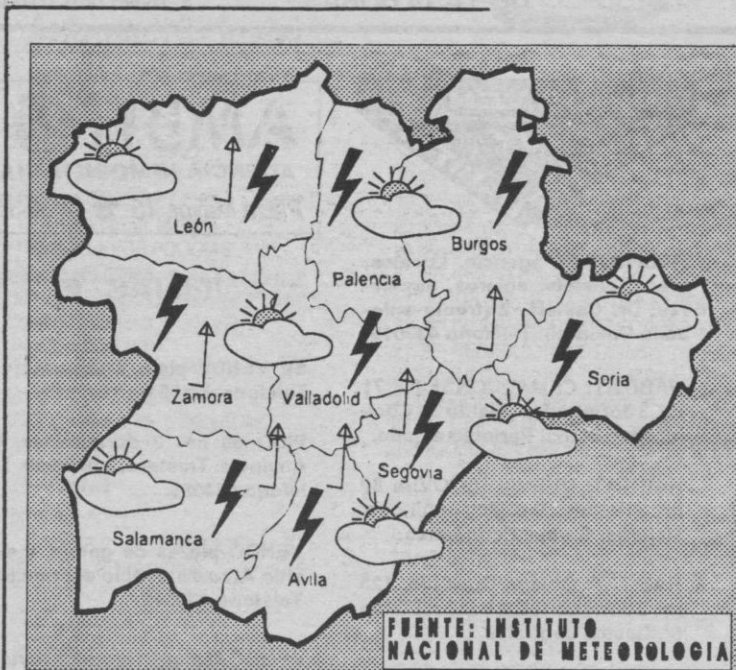 León
Burgos
Palencia
Soria
Zamora
Valladolid
Segovia
Salamanca
Avila
FUENTE: INSTITUTO
NACIONAL DE METEOROLOGIA